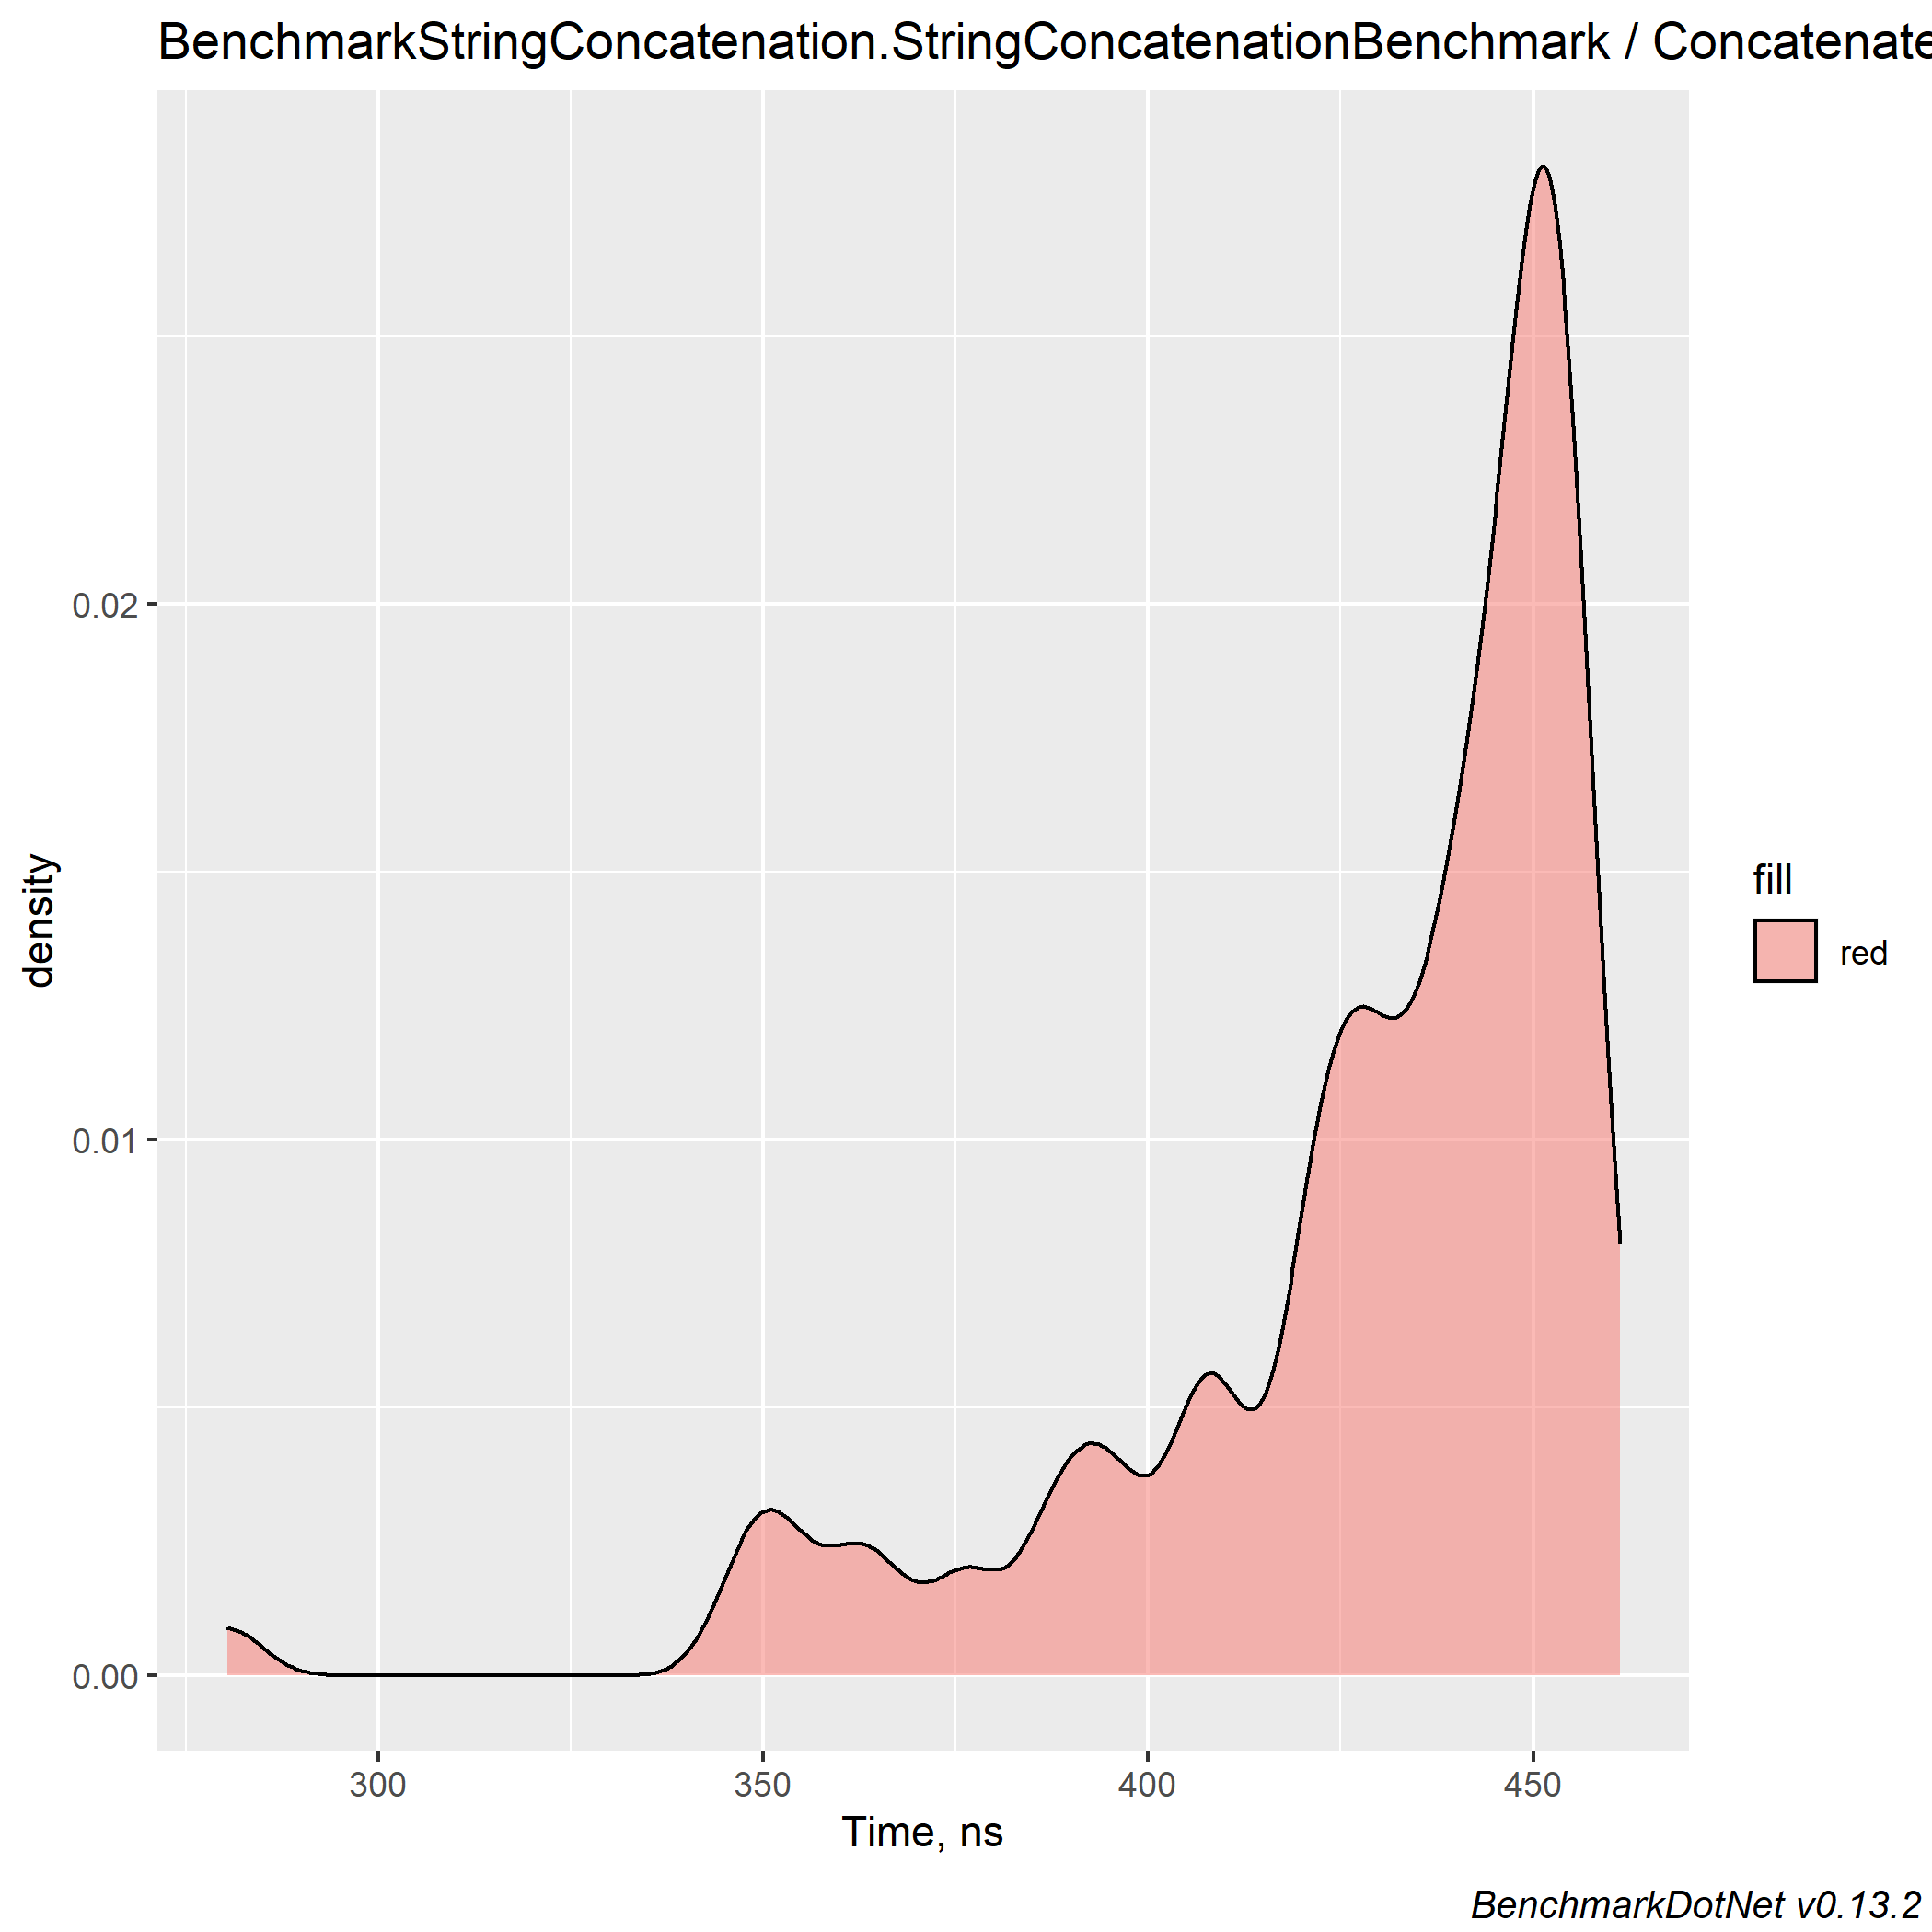 BenchmarkStringConcatenation.StringConcatenationBenchmark / Concatenate
0.02
0.01
0.00
density
300 350 400 450
Time, ns
fill
red
BenchmarkDotNet v0.13.2